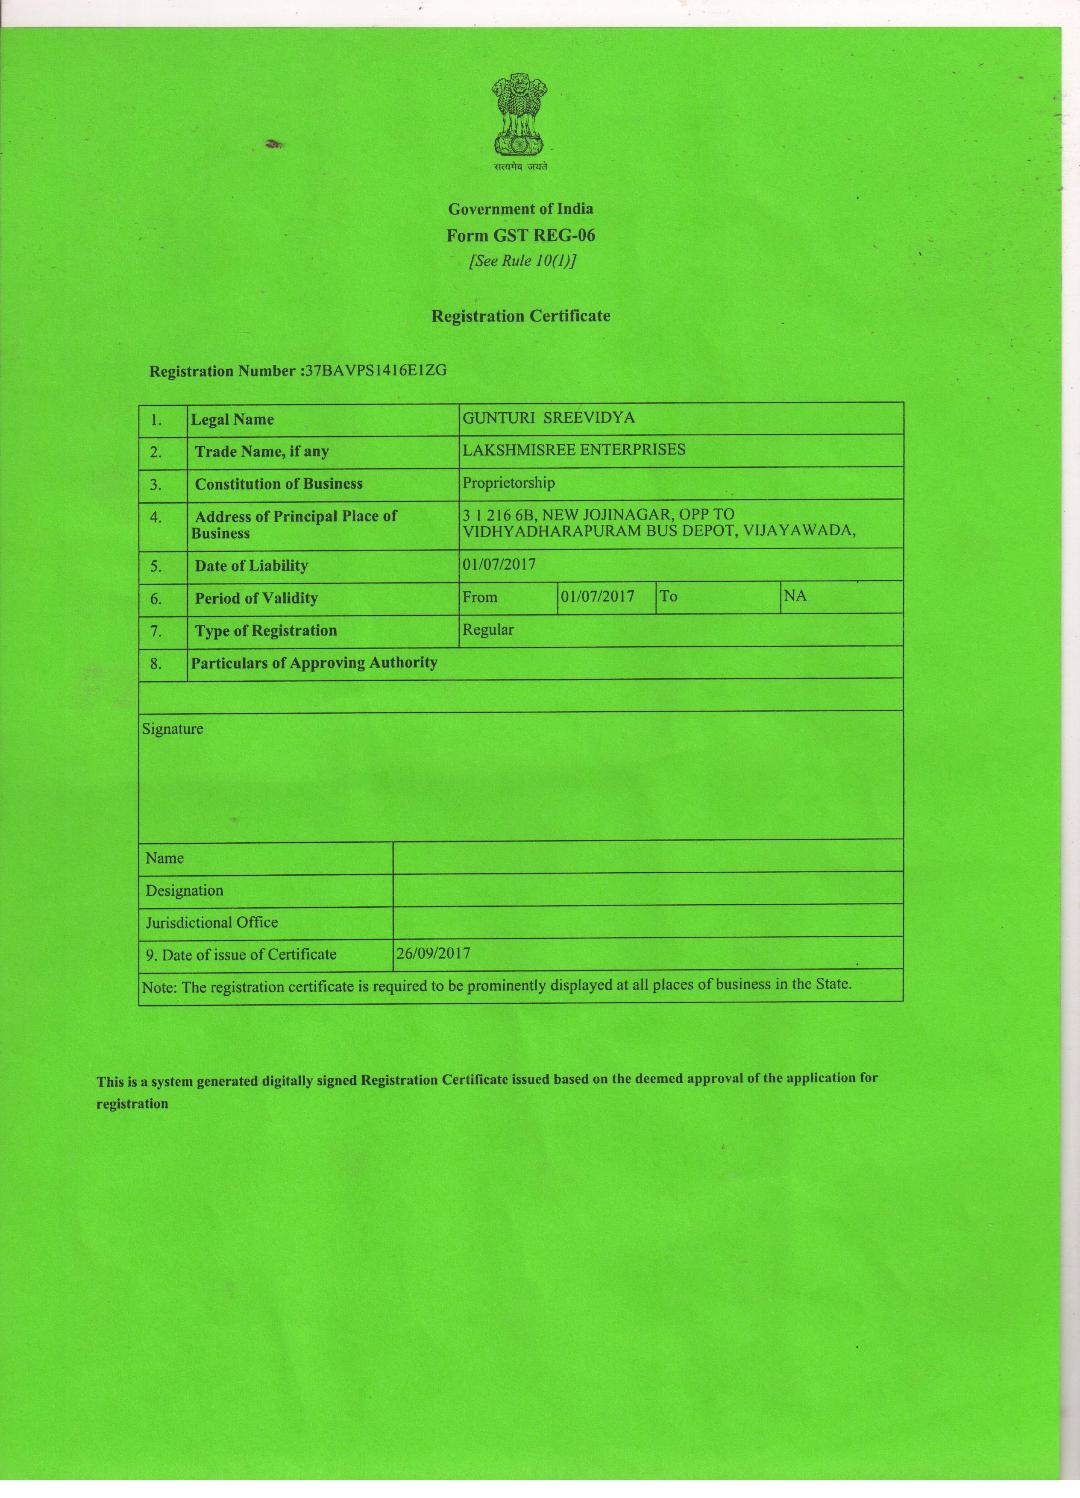 सत्यमेव जयते
Government of India
Form GST REG-06
[See Rule 10(1)]
Registration Certificate
Registration Number :37BAVPS1416E1ZG
1. Legal Name GUNTURI SREEVIDYA
2. Trade Name, if any LAKSHMISREE ENTERPRISES
3. Constitution of Business Proprietorship
4. Address of Principal Place of Business 3 1 216 6B, NEW JOJINAGAR, OPP TO
VIDHYADHARAPURAM BUS DEPOT, VIJAYAWADA,
5. Date of Liability 01/07/2017
6. Period of Validity From 01/07/2017 To NA
7. Type of Registration Regular
8. Particulars of Approving Authority
Signature
Name
Designation
Jurisdictional Office
9. Date of issue of Certificate 26/09/2017
Note: The registration certificate is required to be prominently displayed at all places of business in the State.
This is a system generated digitally signed Registration Certificate issued based on the deemed approval of the application for
registration